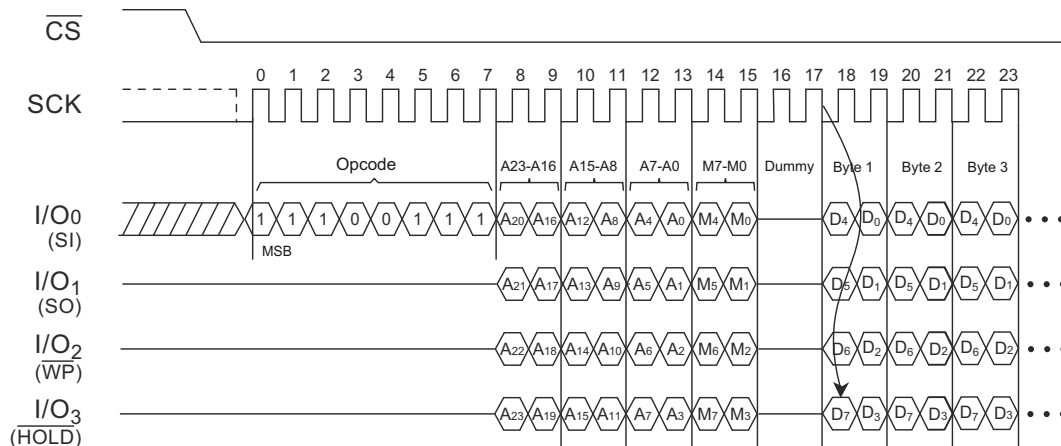 CS
0 1 2 3 4 5 6 7 8 9 10 11 12 13 14 15 16 17 18 19 20 21 22 23
SCK
Opcode A23-A16 A15-A8 A7-A0 M7-M0 Dummy Byte 1 Byte 2 Byte 3
I/O0 1 1 1 0 0 1 1 1 A20 A16 A12 A8 A4 A0 M4 M0 D4 D0 D4 D0 D4 D0
(SI)
MSB
I/O1 A21 A17 A13 A9 A5 A1 M5 M1 D5 D1 D5 D1 D5 D1
(SO)
I/O2 A22 A18 A14 A10 A6 A2 M6 M2 D6 D2 D6 D2 D6 D2
(WP)
I/O3 A23 A19 A15 A11 A7 A3 M7 M3 D7 D3 D7 D3 D7 D3
(HOLD)